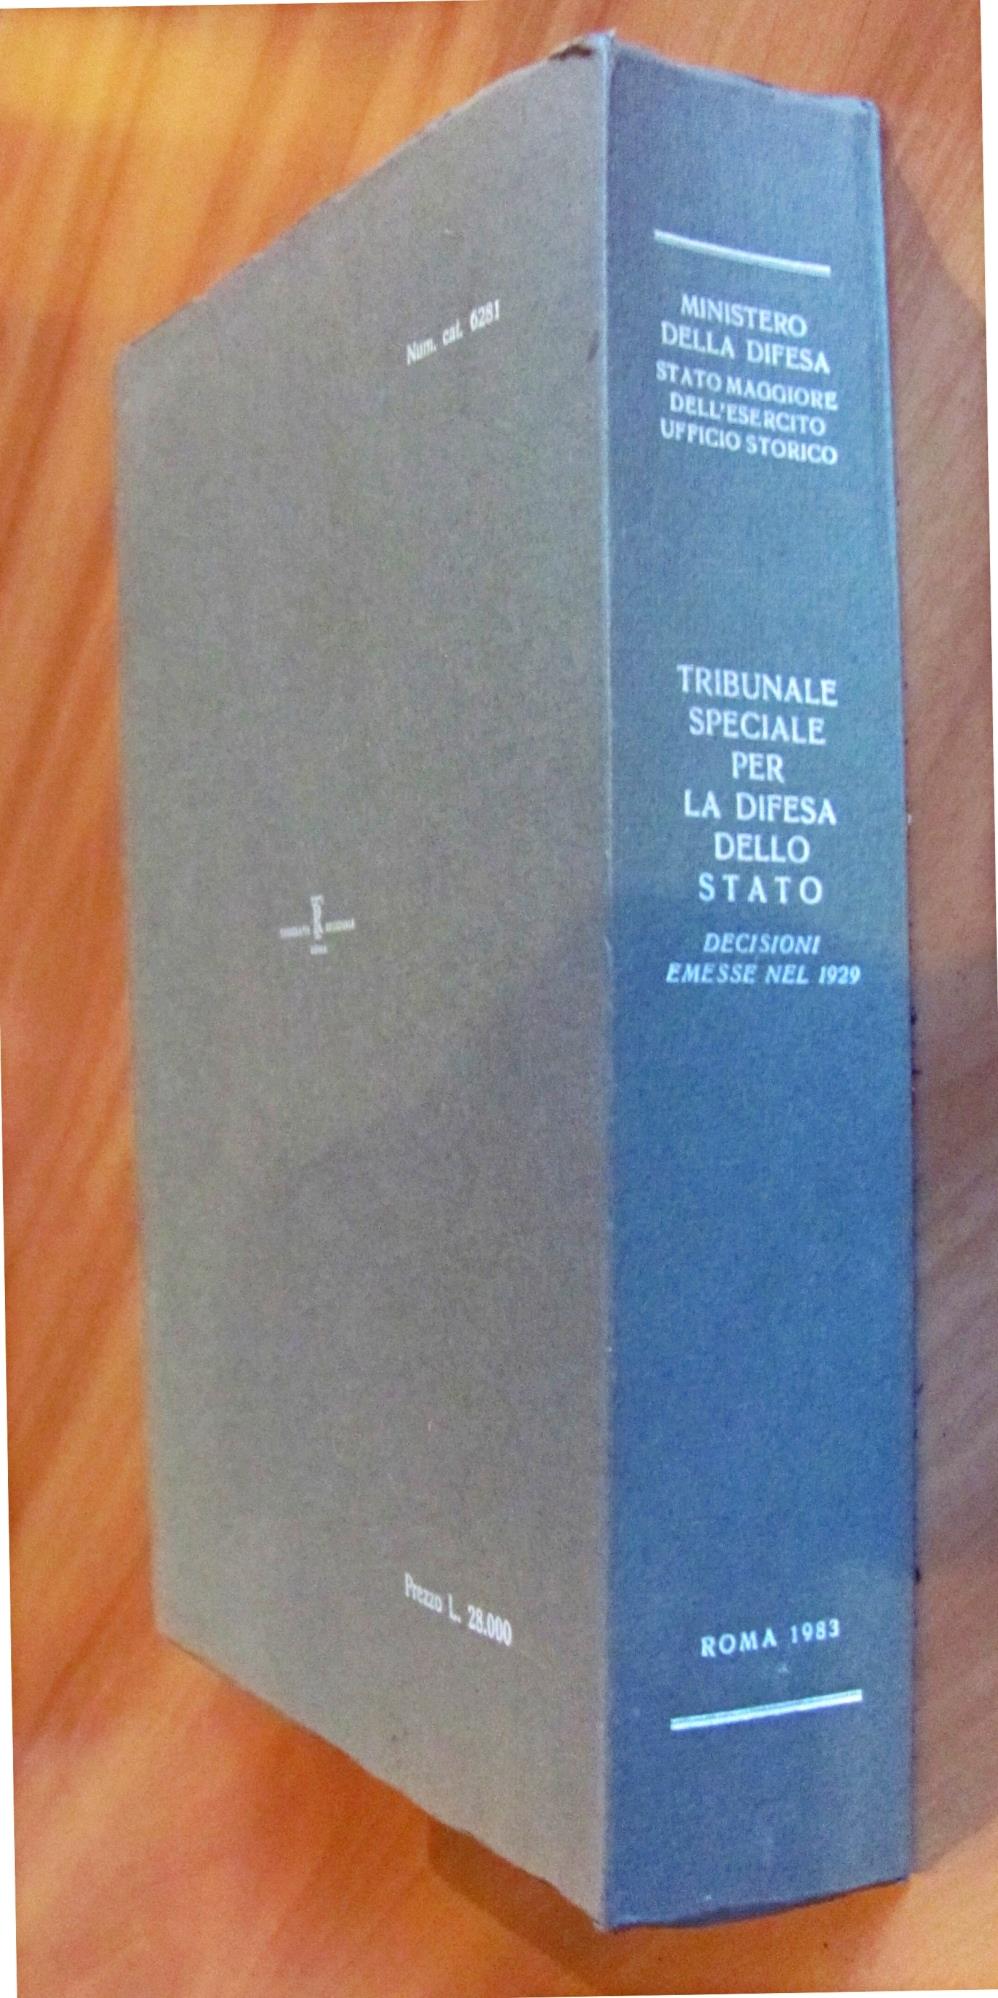 Num. cat. 6281
Prezzo L. 28.000
MINISTERO
DELLA DIFESA
STATO MAGGIORE
DELL'ESERCITO
UFFICIO STORICO
TRIBUNALE
SPECIALE
PER
LA DIFESA
DELLO
STATO
DECISIONI
EMESSE NEL 1929
ROMA 1983